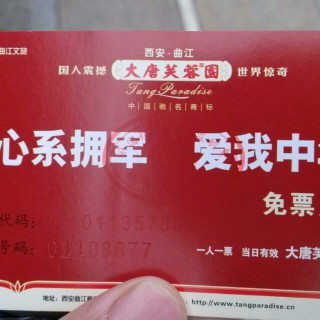 曲江文旅
西安·曲江
国人震撼 大唐芙蓉园 世界惊奇
Tang Paradise
中国驰名商标
心系拥军 爱我中
免票
代码： 01135
号码： 01108877
一人一票 当日有效 大唐芙
地址：西安曲江 http://www.tangparadise.cn